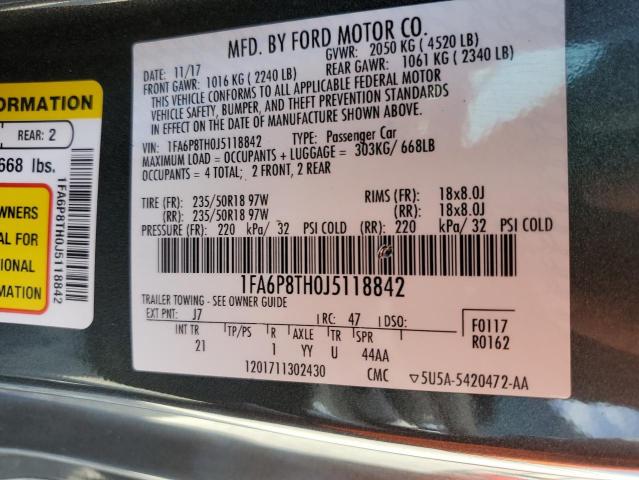 MFD. BY FORD MOTOR CO.
DATE: 11/17 GVWR: 2050 KG ( 4520 LB)
FRONT GAWR: 1016 KG ( 2240 LB) REAR GAWR: 1061 KG ( 2340 LB)
THIS VEHICLE CONFORMS TO ALL APPLICABLE FEDERAL MOTOR
VEHICLE SAFETY, BUMPER, AND THEFT PREVENTION STANDARDS
IN EFFECT ON THE DATE OF MANUFACTURE SHOWN ABOVE.
VIN: 1FA6P8TH0J5118842 TYPE: Passenger Car
MAXIMUM LOAD = OCCUPANTS + LUGGAGE = 303KG/ 668LB
OCCUPANTS = 4 TOTAL; 2 FRONT, 2 REAR
TIRE (FR): 235/50R18 97W RIMS (FR): 18x8.0J
(RR): 235/50R18 97W (RR): 18x8.0J
PRESSURE (FR): 220 kPa/ 32 PSI COLD (RR): 220 kPa/ 32 PSI COLD
1FA6P8TH0J5118842
TRAILER TOWING - SEE OWNER GUIDE
EXT PNT: J7 RC: 47 DSO: F0117
INT TR TP/PS R AXLE TR SPR R0162
21 1 YY U 44AA
1201711302430 CMC ▽5U5A-5420472-AA
FORMATION
REAR: 2
668 lbs.
WNERS
AL FOR
IONAL
RMATION
1FA6P8TH0J5118842